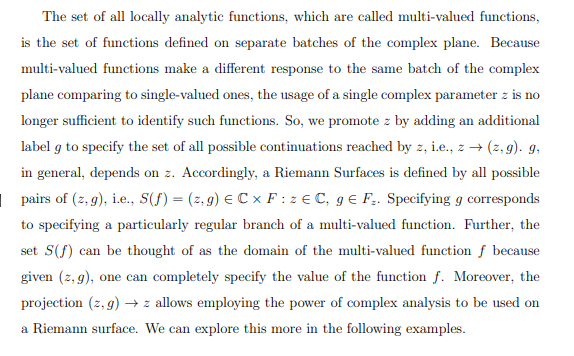 The set of all locally analytic functions, which are called multi-valued functions,
is the set of functions defined on separate batches of the complex plane. Because
multi-valued functions make a different response to the same batch of the complex
plane comparing to single-valued ones, the usage of a single complex parameter z is no
longer sufficient to identify such functions. So, we promote z by adding an additional
label g to specify the set of all possible continuations reached by z, i.e., z → (z, g). g,
in general, depends on z. Accordingly, a Riemann Surfaces is defined by all possible
pairs of (z, g), i.e., S(f) = (z, g) ∈ ℂ × F : z ∈ ℂ, g ∈ F_z. Specifying g corresponds
to specifying a particularly regular branch of a multi-valued function. Further, the
set S(f) can be thought of as the domain of the multi-valued function f because
given (z, g), one can completely specify the value of the function f. Moreover, the
projection (z, g) → z allows employing the power of complex analysis to be used on
a Riemann surface. We can explore this more in the following examples.